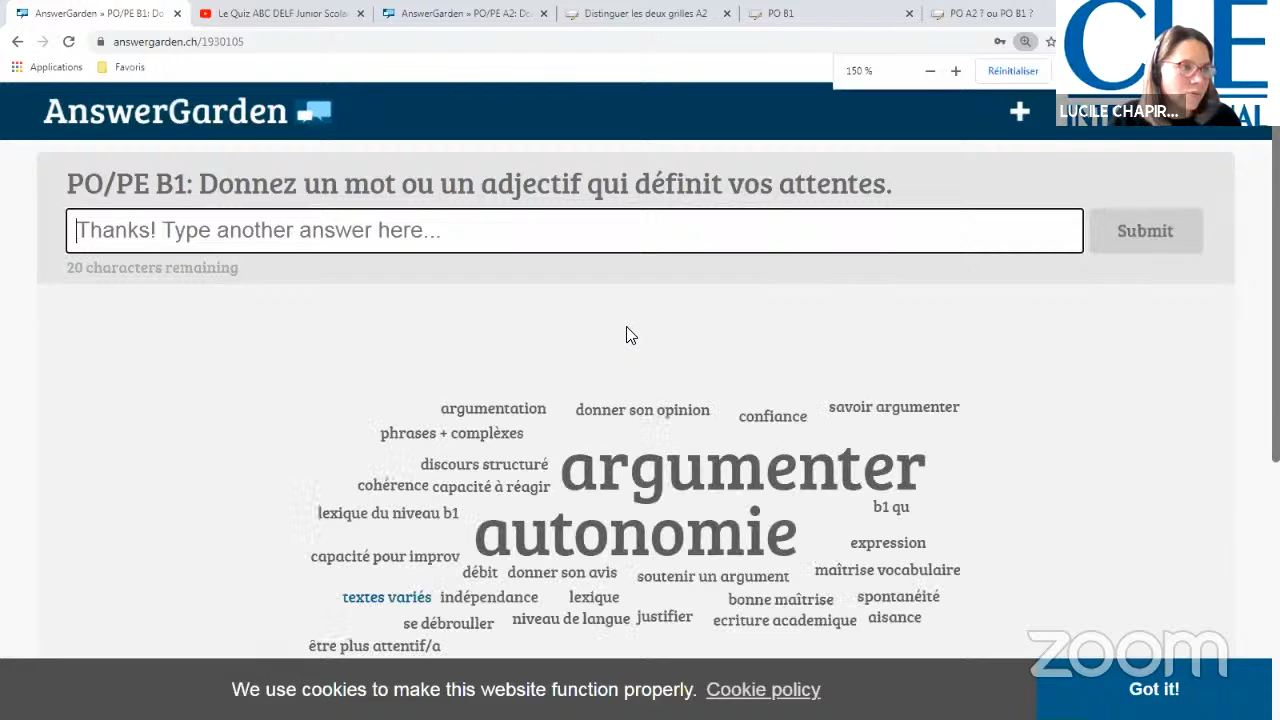 AnswerGarden » PO/PE B1: Do
Le Quiz ABC DELF Junior Scola
AnswerGarden » PO/PE A2: Do
Distinguer les deux grilles A2
PO B1
PO A2 ? ou PO B1 ?
answergarden.ch/1930105
Applications
Favoris
150 %
Réinitialiser
CLE
LUCILE CHAPIR...
AnswerGarden
PO/PE B1: Donnez un mot ou un adjectif qui définit vos attentes.
Thanks! Type another answer here...
Submit
20 characters remaining
argumentation
donner son opinion
confiance
savoir argumenter
phrases + complèxes
discours structuré
argumenter
cohérence
capacité à réagir
lexique du niveau b1
autonomie
b1 qu
expression
capacité pour improv
débit
donner son avis
soutenir un argument
maîtrise vocabulaire
textes variés
indépendance
lexique
bonne maîtrise
spontanéité
se débrouller
niveau de langue
justifier
ecriture academique
aisance
être plus attentif/a
zoom
We use cookies to make this website function properly. Cookie policy
Got it!